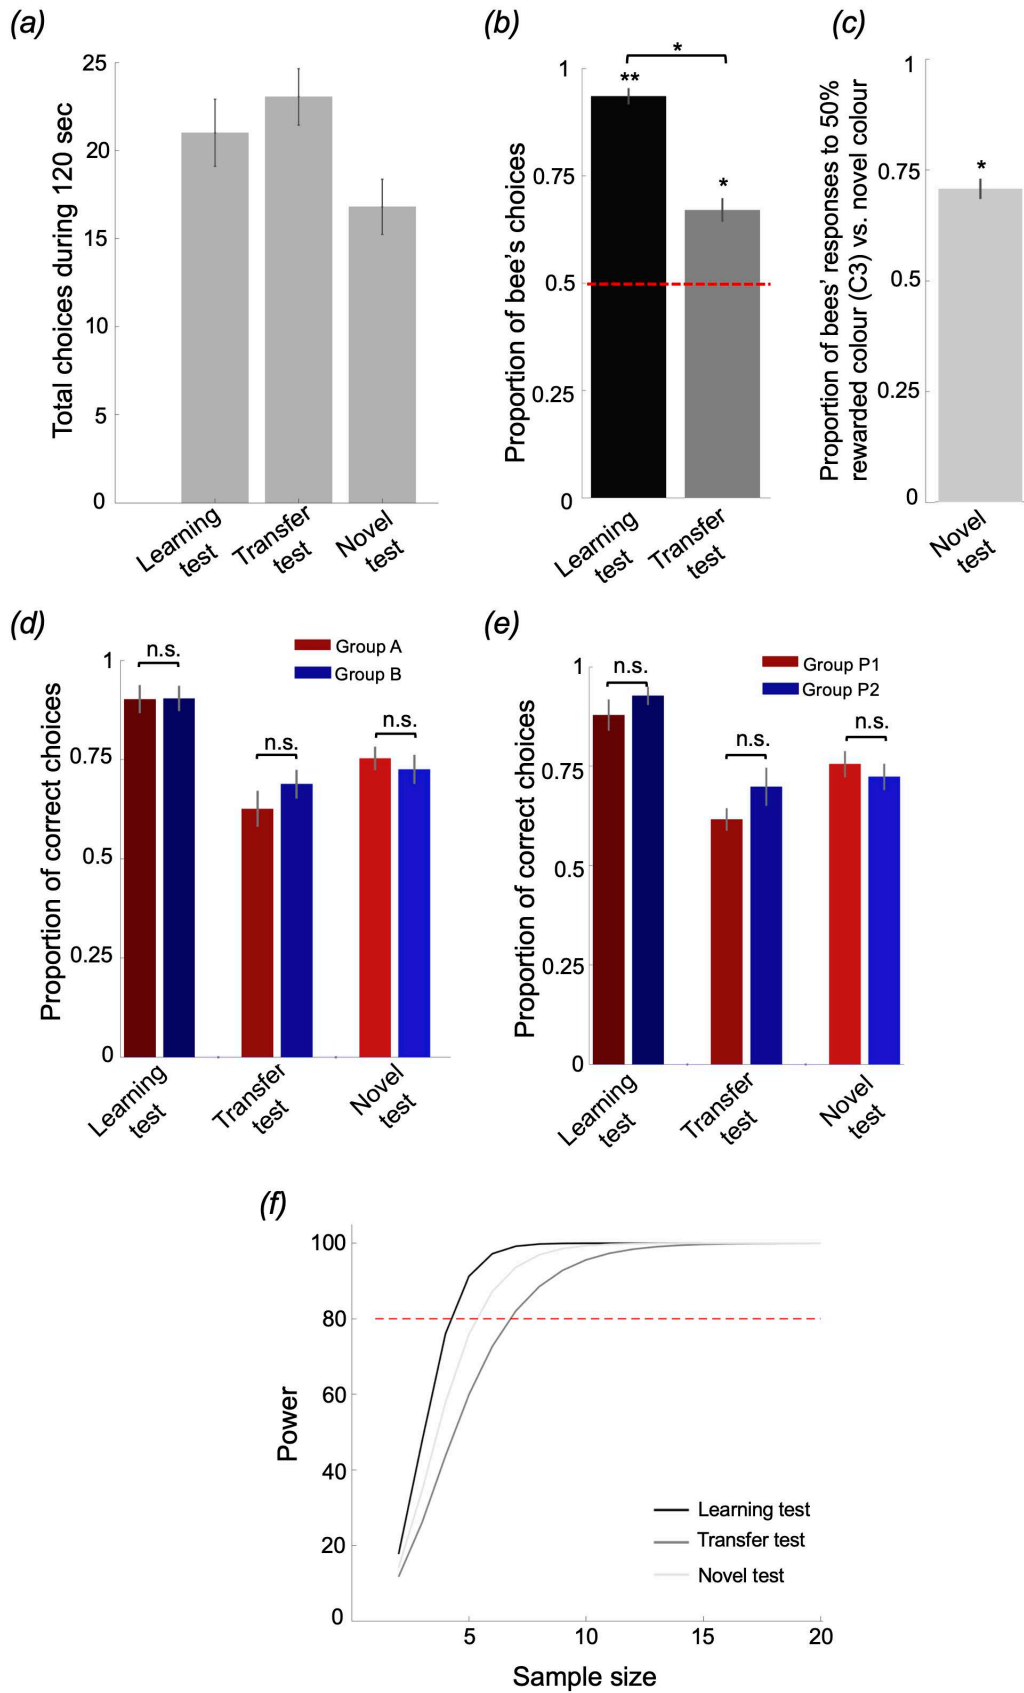 (a)
Total choices during 120 sec
25
20
15
10
5
0
Learning
test
Transfer
test
Novel
test
(b)
Proportion of bee's choices
1
0.75
0.5
0.25
0
*
**
*
Learning
test
Transfer
test
(c)
Proportion of bees' responses to 50%
rewarded colour (C3) vs. novel colour
1
0.75
0.5
0.25
0
*
Novel
test
(d)
Proportion of correct choices
1
0.75
0.5
0.25
0
n.s.
n.s.
n.s.
Group A
Group B
Learning
test
Transfer
test
Novel
test
(e)
Proportion of correct choices
1
0.75
0.5
0.25
0
n.s.
n.s.
n.s.
Group P1
Group P2
Learning
test
Transfer
test
Novel
test
(f)
Power
100
80
60
40
20
0
5
10
15
20
Sample size
Learning test
Transfer test
Novel test